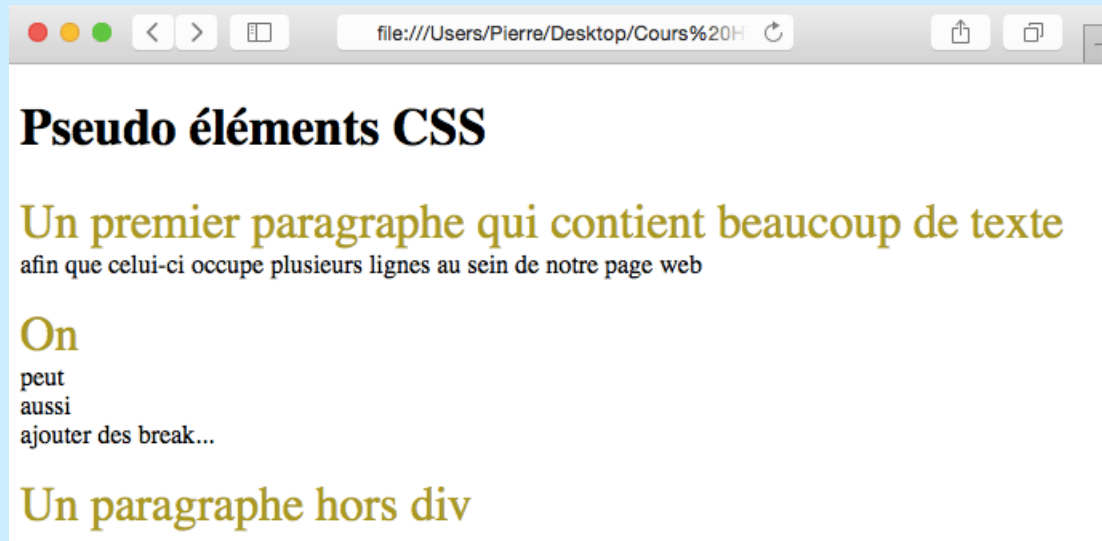 file:///Users/Pierre/Desktop/Cours%20H
Pseudo éléments CSS
Un premier paragraphe qui contient beaucoup de texte
afin que celui-ci occupe plusieurs lignes au sein de notre page web
On
peut
aussi
ajouter des break...
Un paragraphe hors div